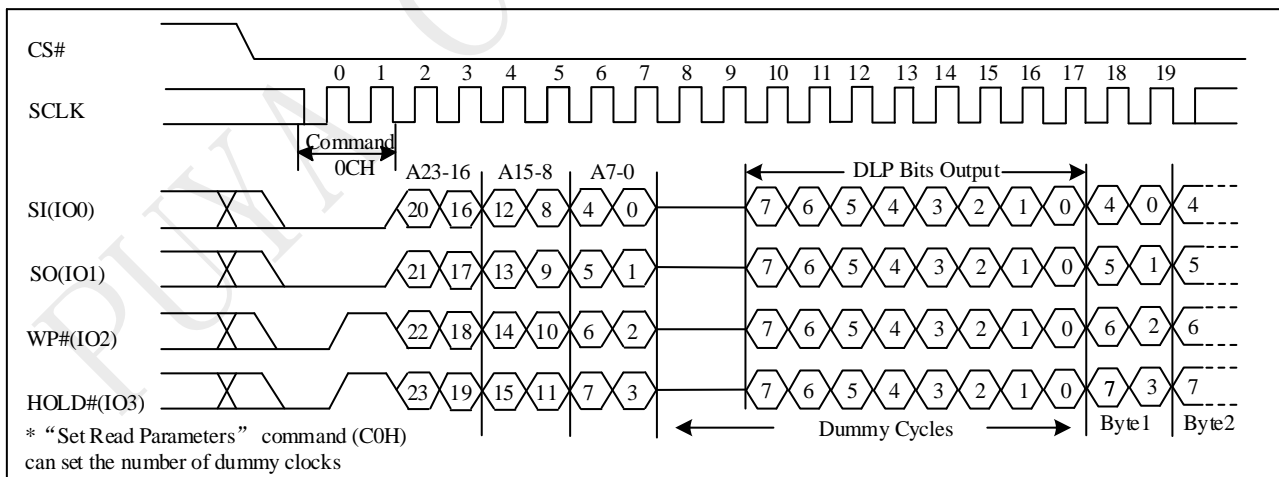 PUYA C
CS#
0 1 2 3 4 5 6 7 8 9 10 11 12 13 14 15 16 17 18 19
SCLK
Command
0CH
A23-16 A15-8 A7-0 DLP Bits Output
SI(IO0) 20 16 12 8 4 0 7 6 5 4 3 2 1 0 4 0 4
SO(IO1) 21 17 13 9 5 1 7 6 5 4 3 2 1 0 5 1 5
WP#(IO2) 22 18 14 10 6 2 7 6 5 4 3 2 1 0 6 2 6
HOLD#(IO3) 23 19 15 11 7 3 7 6 5 4 3 2 1 0 7 3 7
Dummy Cycles Byte1 Byte2
* “Set Read Parameters” command (C0H)
can set the number of dummy clocks